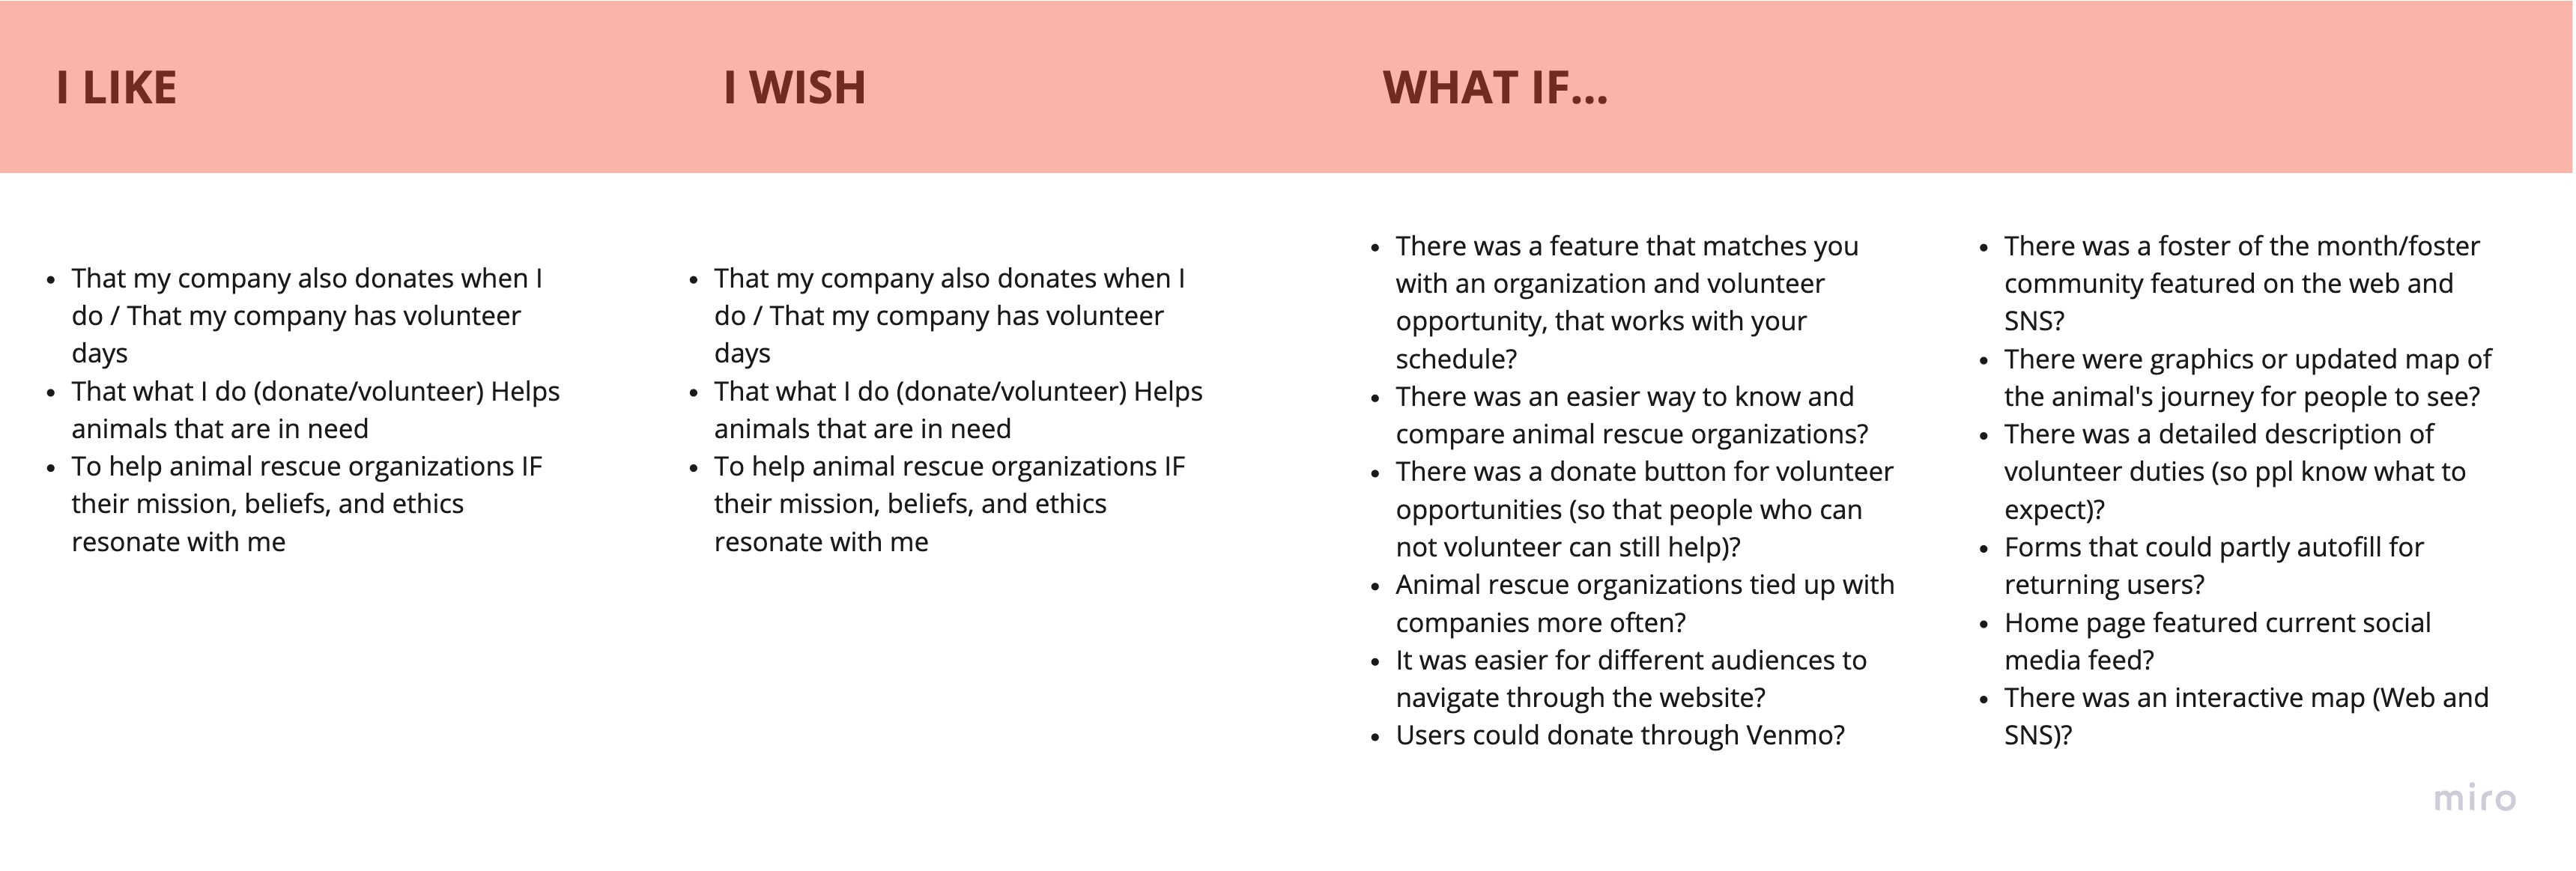 I LIKE
I WISH
WHAT IF...
• That my company also donates when I
do / That my company has volunteer
days
• That what I do (donate/volunteer) Helps
animals that are in need
• To help animal rescue organizations IF
their mission, beliefs, and ethics
resonate with me
• That my company also donates when I
do / That my company has volunteer
days
• That what I do (donate/volunteer) Helps
animals that are in need
• To help animal rescue organizations IF
their mission, beliefs, and ethics
resonate with me
• There was a feature that matches you
with an organization and volunteer
opportunity, that works with your
schedule?
• There was an easier way to know and
compare animal rescue organizations?
• There was a donate button for volunteer
opportunities (so that people who can
not volunteer can still help)?
• Animal rescue organizations tied up with
companies more often?
• It was easier for different audiences to
navigate through the website?
• Users could donate through Venmo?
• There was a foster of the month/foster
community featured on the web and
SNS?
• There were graphics or updated map of
the animal's journey for people to see?
• There was a detailed description of
volunteer duties (so ppl know what to
expect)?
• Forms that could partly autofill for
returning users?
• Home page featured current social
media feed?
• There was an interactive map (Web and
SNS)?
miro